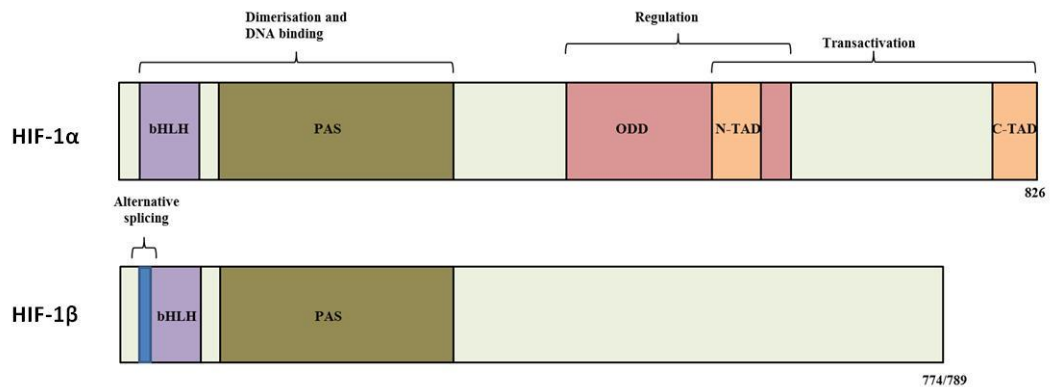 Dimerisation and
DNA binding
Regulation
Transactivation
HIF-1α
bHLH
PAS
ODD
N-TAD
C-TAD
826
Alternative
splicing
HIF-1β
bHLH
PAS
774/789